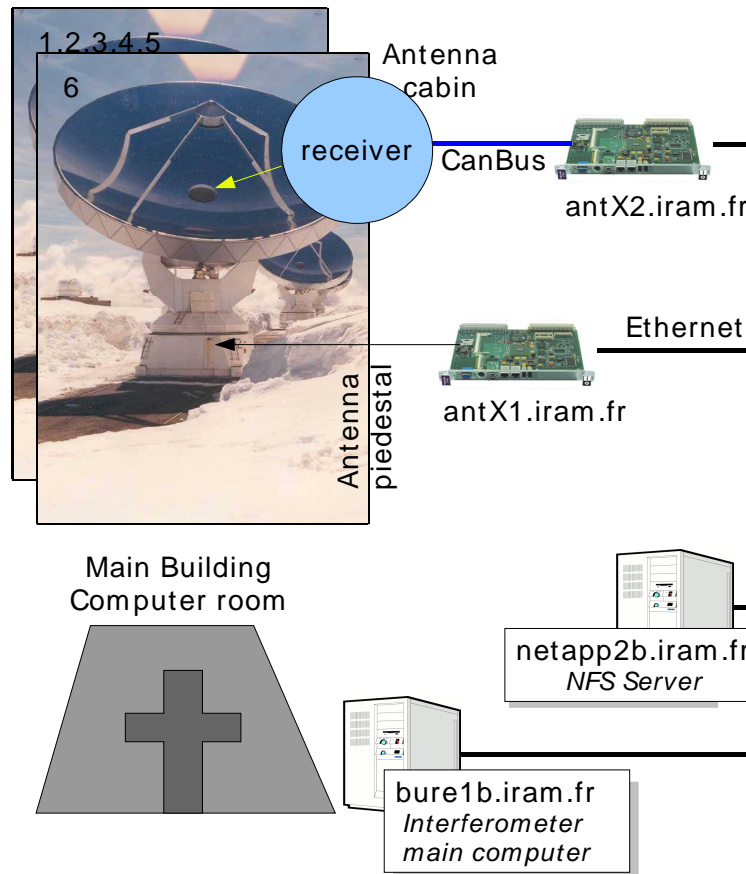 1,2,3,4,5
6
Antenna
cabin
receiver
CanBus
antX2.iram.fr
Ethernet
antX1.iram.fr
Antenna
piedestal
Main Building
Computer room
netapp2b.iram.fr
NFS Server
bure1b.iram.fr
Interferometer
main computer